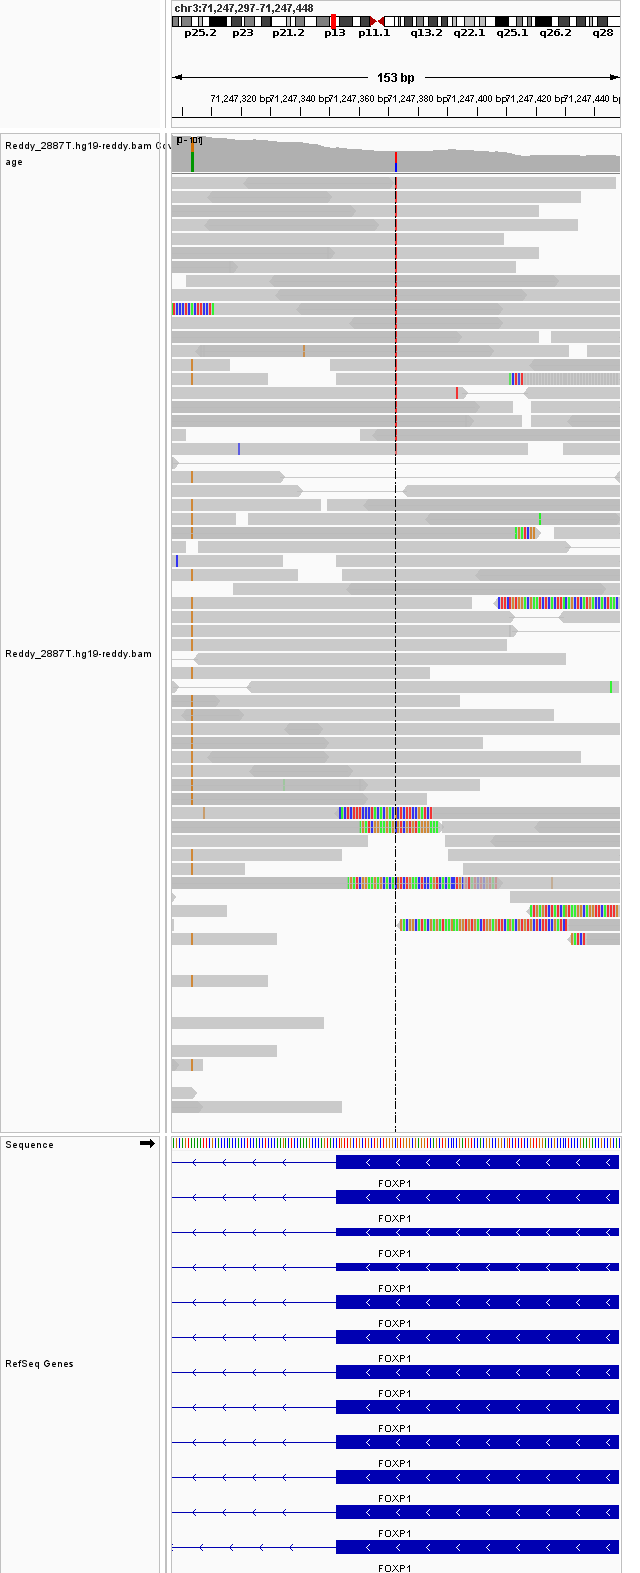 chr3:71,247,297-71,247,448
p25.2 p23 p21.2 p13 p11.1 q13.2 q22.1 q25.1 q26.2 q28
153 bp
71,247,320 bp 71,247,340 bp 71,247,360 bp 71,247,380 bp 71,247,400 bp 71,247,420 bp 71,247,440 bp
Reddy_2887T.hg19-reddy.bam Cov
age
[0 - 101]
Reddy_2887T.hg19-reddy.bam
Sequence
FOXP1
FOXP1
FOXP1
FOXP1
FOXP1
FOXP1
RefSeq Genes
FOXP1
FOXP1
FOXP1
FOXP1
FOXP1
FOXP1